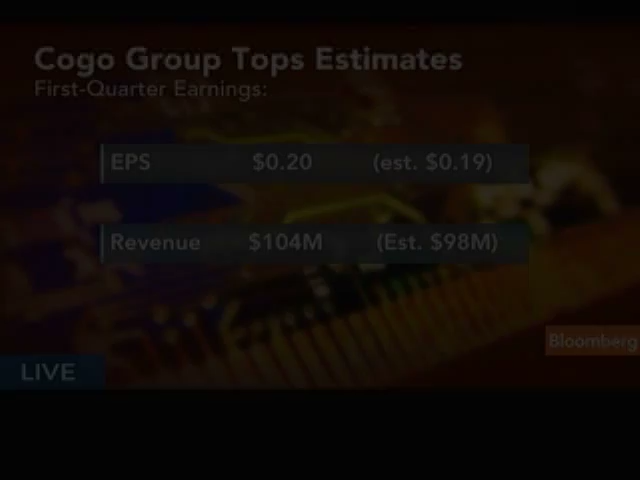 Cogo Group Tops Estimates
First-Quarter Earnings:
EPS $0.20 (est. $0.19)
Revenue $104M (Est. $98M)
Bloomberg
LIVE